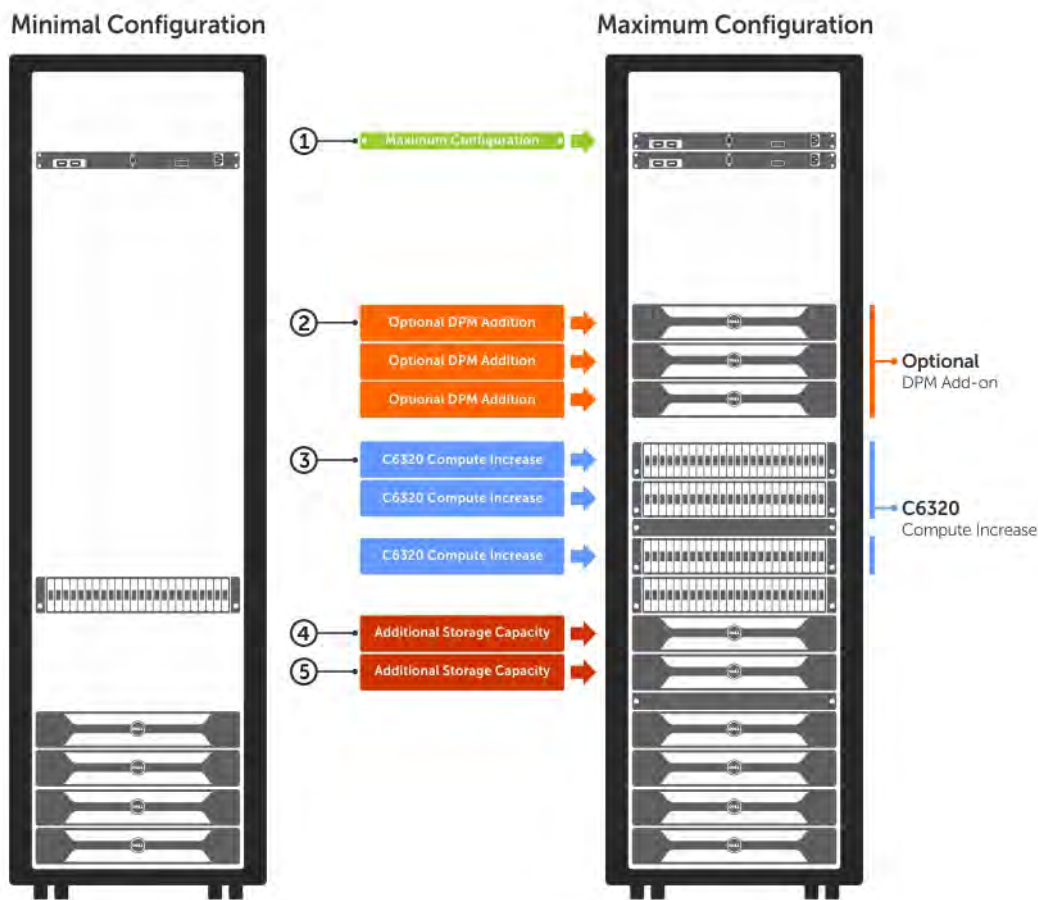 Minimal Configuration
Maximum Configuration
1
Maximum Configuration
2
Optional DPM Addition
Optional DPM Addition
Optional DPM Addition
Optional
DPM Add-on
3
C6320 Compute Increase
C6320 Compute Increase
C6320 Compute Increase
C6320
Compute Increase
4
Additional Storage Capacity
5
Additional Storage Capacity